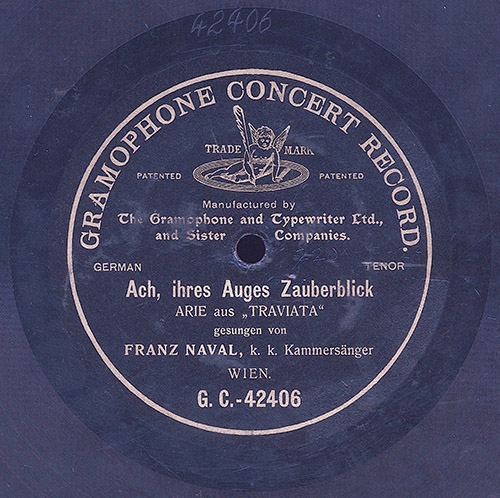 42406
GRAMOPHONE CONCERT RECORD.
TRADE MARK
PATENTED PATENTED
Manufactured by
The Gramophone and Typewriter Ltd.,
and Sister Companies.
GERMAN TENOR
Ach, ihres Auges Zauberblick
ARIE aus „TRAVIATA“
gesungen von
FRANZ NAVAL, k. k. Kammersänger
WIEN.
G. C.-42406